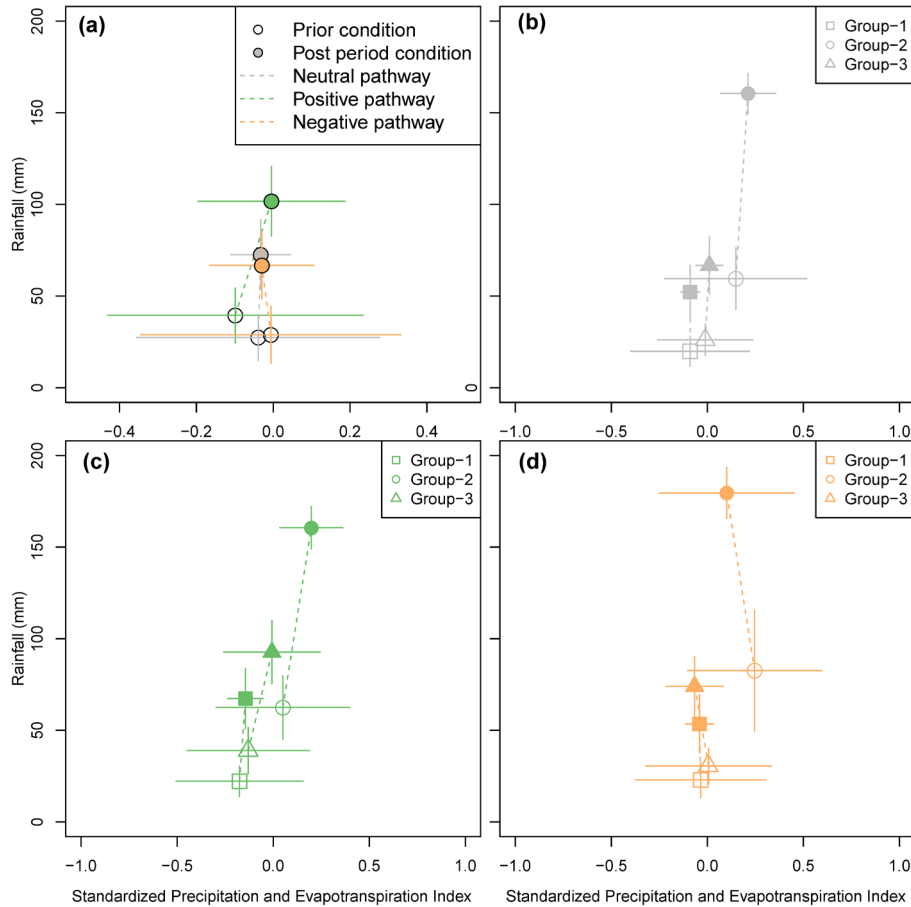 (a)
Prior condition
Post period condition
Neutral pathway
Positive pathway
Negative pathway
Rainfall (mm)
200
150
100
50
0
0
−0.4
−0.2
0.0
0.2
0.4
(b)
Group−1
Group−2
Group−3
−1.0
−0.5
0.0
0.5
1.0
(c)
Group−1
Group−2
Group−3
Rainfall (mm)
200
150
100
50
0
−1.0
−0.5
0.0
0.5
1.0
Standardized Precipitation and Evapotranspiration Index
(d)
Group−1
Group−2
Group−3
−1.0
−0.5
0.0
0.5
1.0
Standardized Precipitation and Evapotranspiration Index